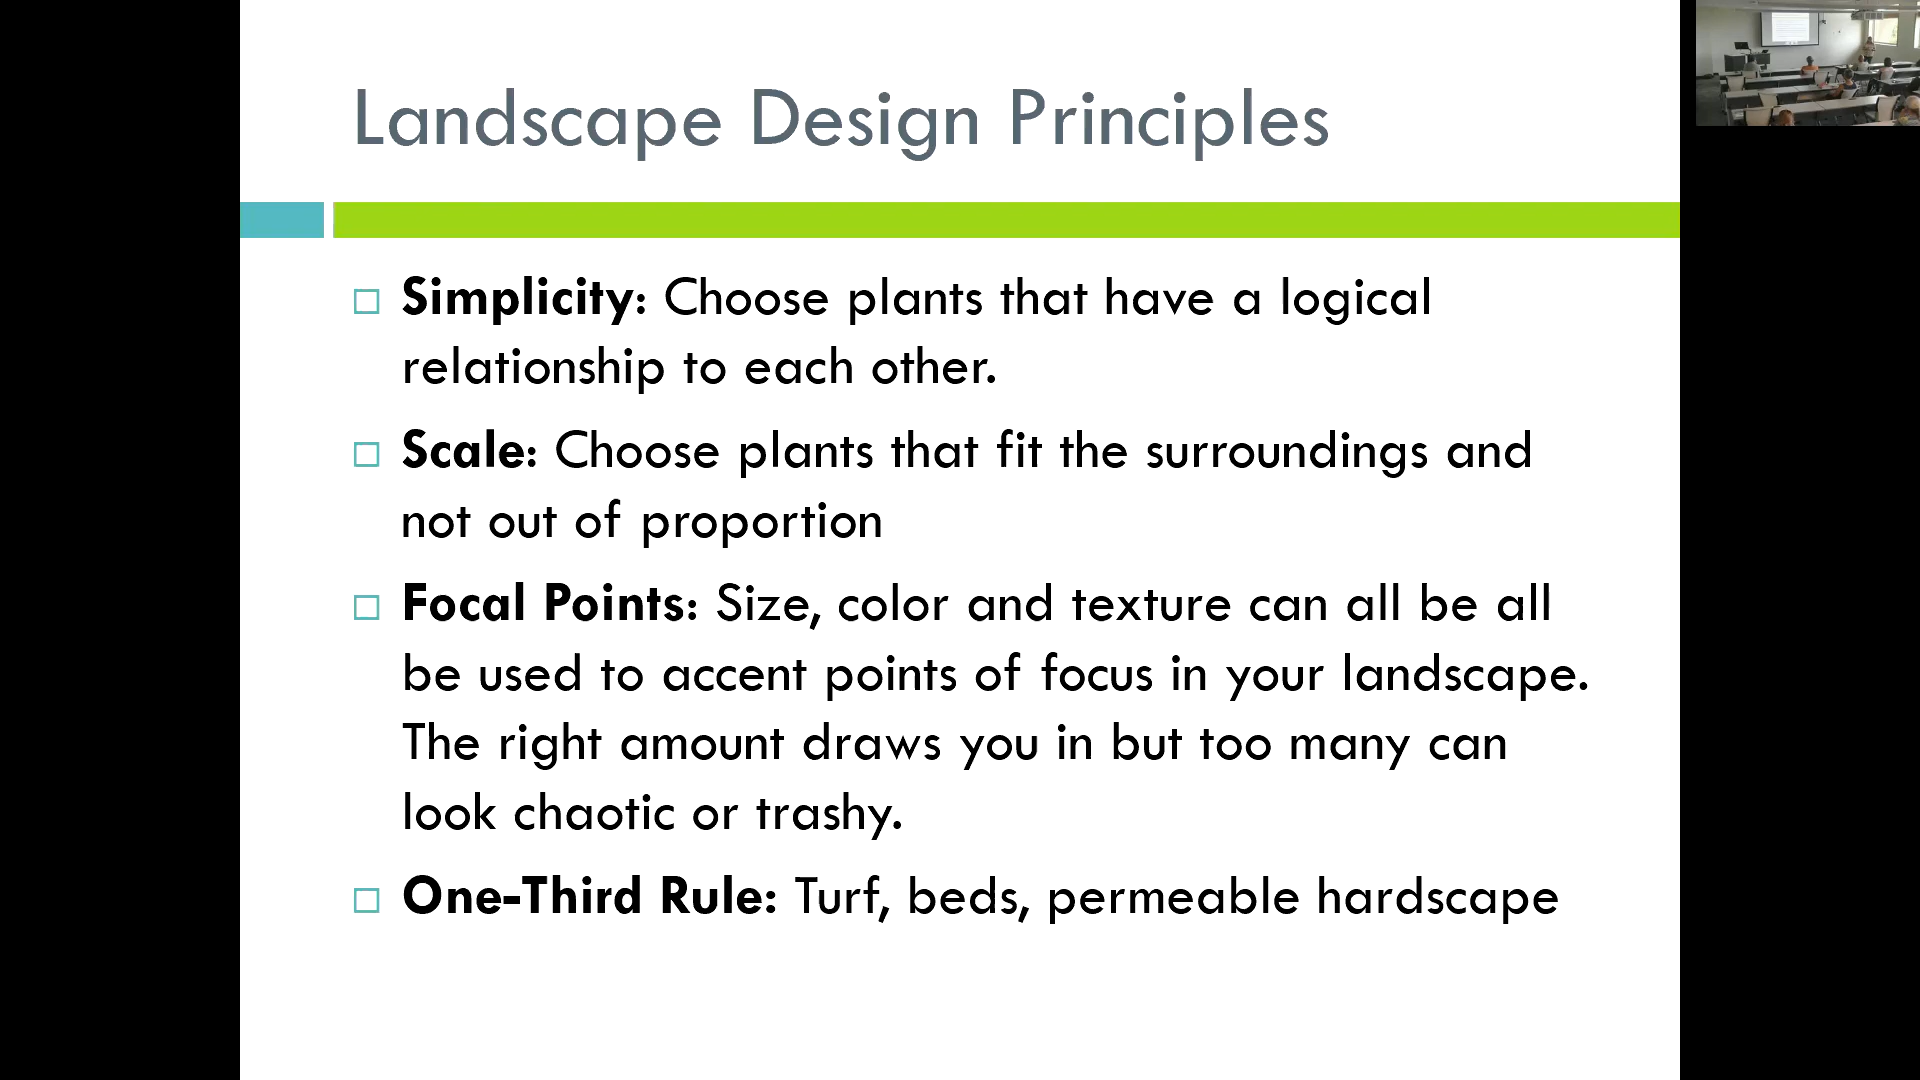 Landscape Design Principles
Simplicity: Choose plants that have a logical
relationship to each other.
Scale: Choose plants that fit the surroundings and
not out of proportion
Focal Points: Size, color and texture can all be all
be used to accent points of focus in your landscape.
The right amount draws you in but too many can
look chaotic or trashy.
One-Third Rule: Turf, beds, permeable hardscape